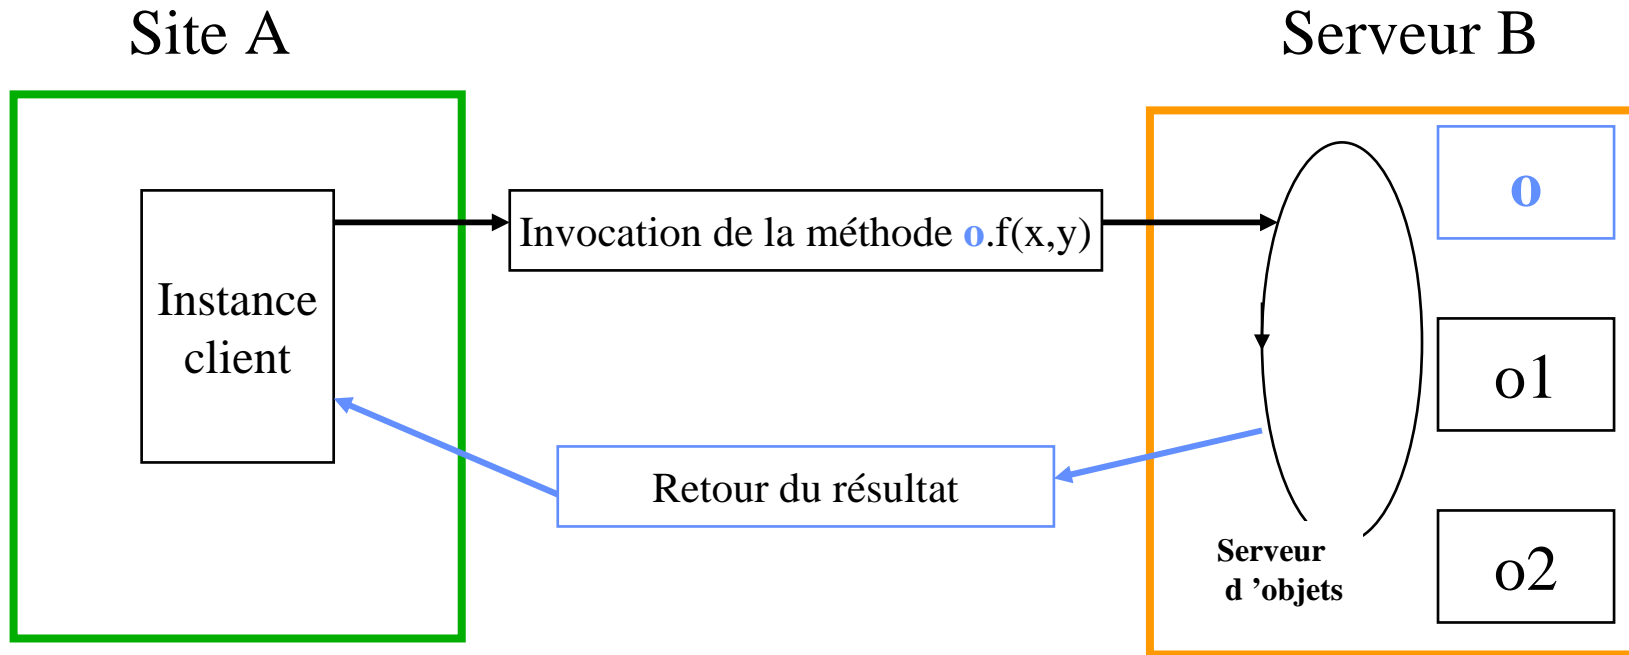 Site A
Serveur B
o
Invocation de la méthode o.f(x,y)
Instance
client
o1
Retour du résultat
Serveur
d ’objets
o2